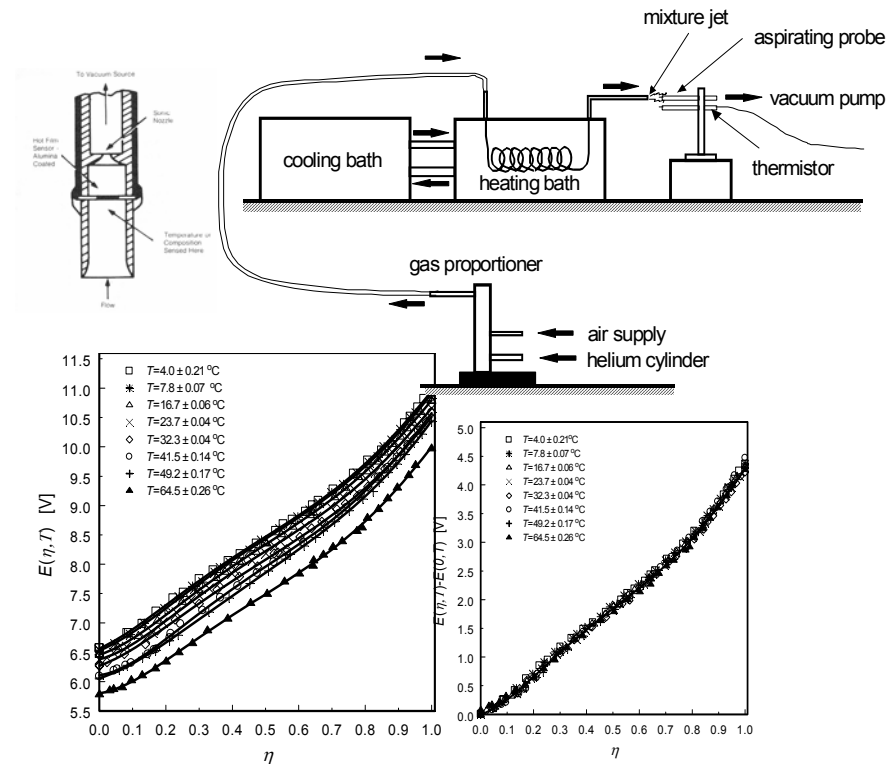 mixture jet
aspirating probe
vacuum pump
thermistor
cooling bath
heating bath
To Vacuum Source
Sonic
Nozzle
Hot Film
Sensor -
Alumina
Coated
Temperature or
Composition
Sensed Here
Flow
gas proportioner
air supply
helium cylinder
11.5
11.0
10.5
10.0
9.5
9.0
8.5
8.0
7.5
7.0
6.5
6.0
5.5
E(η,T) [V]
T=4.0 ± 0.21 °C
T=7.8 ± 0.07 °C
T=16.7 ± 0.06 °C
T=23.7 ± 0.04 °C
T=32.3 ± 0.04 °C
T=41.5 ± 0.14 °C
T=49.2 ± 0.17 °C
T=64.5 ± 0.26 °C
0.0 0.1 0.2 0.3 0.4 0.5 0.6 0.7 0.8 0.9 1.0
η
5.0
4.5
4.0
3.5
3.0
2.5
2.0
1.5
1.0
0.5
0.0
E(η,T)-E(0,T) [V]
T=4.0 ± 0.21°C
T=7.8 ± 0.07 °C
T=16.7 ± 0.06 °C
T=23.7 ± 0.04 °C
T=32.3 ± 0.04 °C
T=41.5 ± 0.14 °C
T=49.2 ± 0.17 °C
T=64.5 ± 0.26 °C
0.0 0.1 0.2 0.3 0.4 0.5 0.6 0.7 0.8 0.9 1.0
η